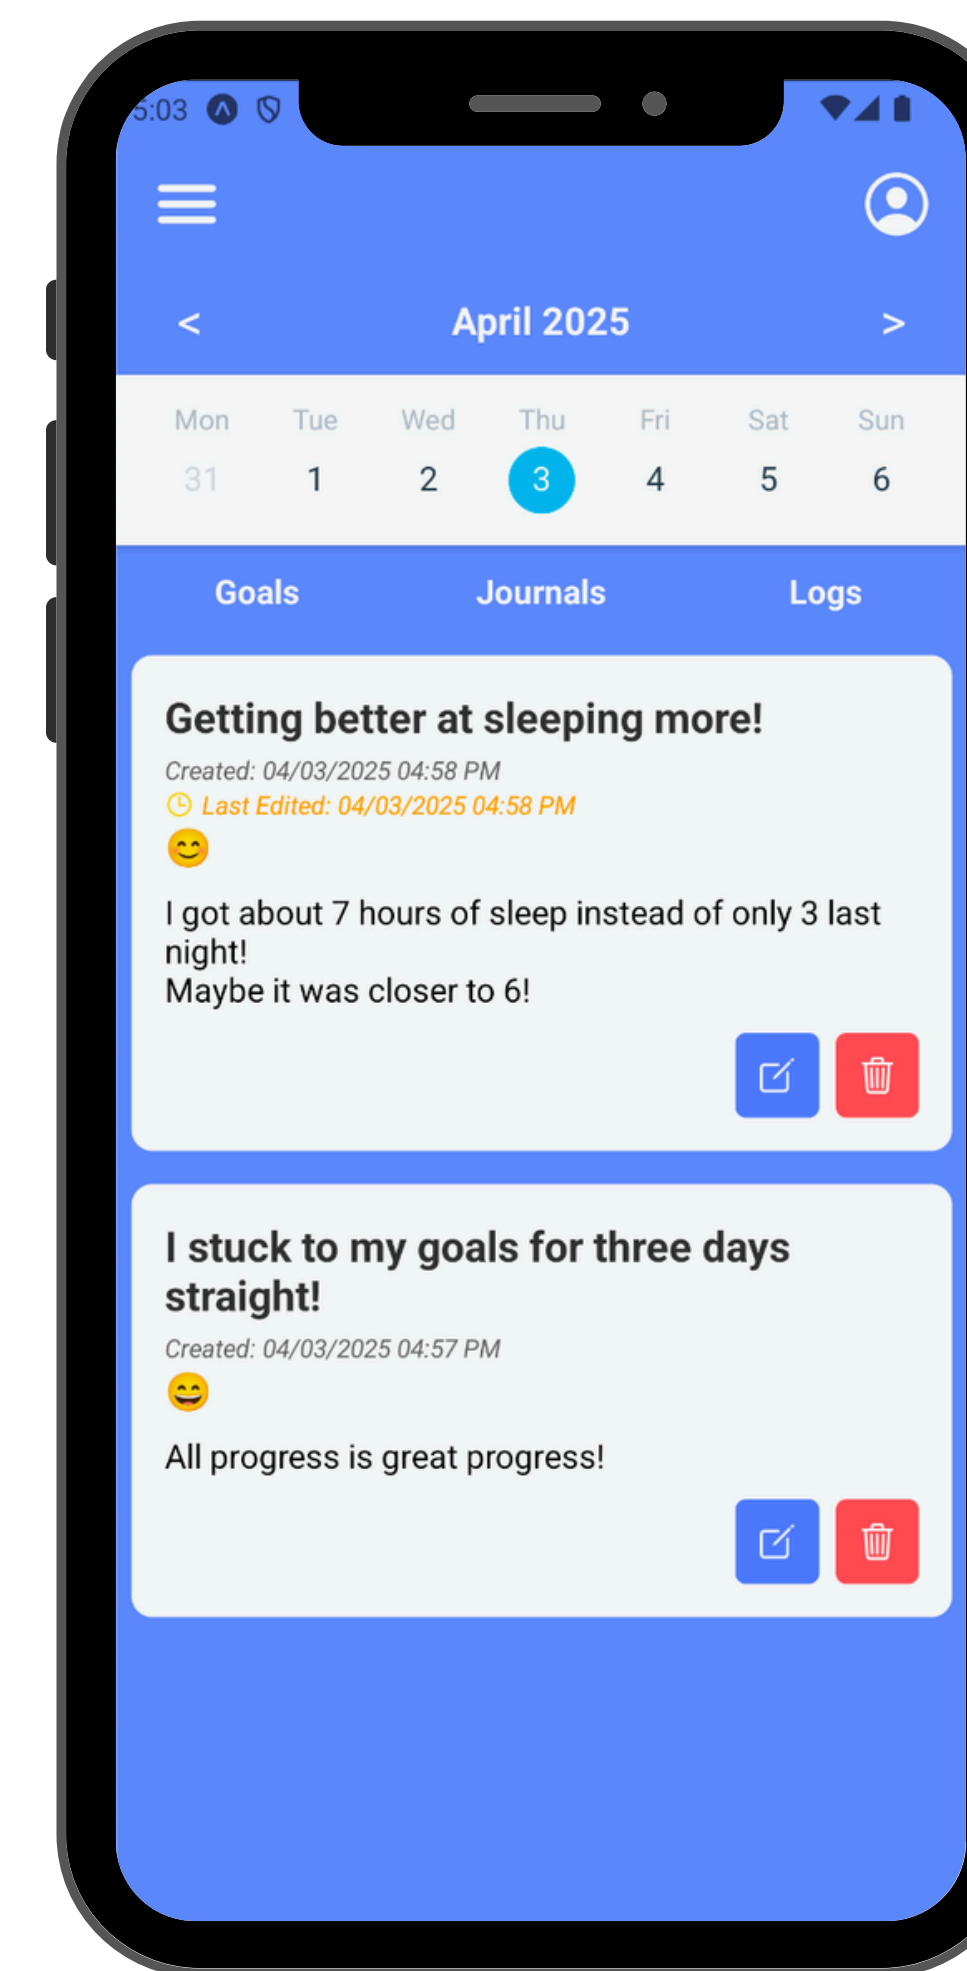 5:03
< April 2025 >
Mon Tue Wed Thu Fri Sat Sun
31 1 2 3 4 5 6
Goals Journals Logs
Getting better at sleeping more!
Created: 04/03/2025 04:58 PM
Last Edited: 04/03/2025 04:58 PM
😊
I got about 7 hours of sleep instead of only 3 last
night!
Maybe it was closer to 6!
I stuck to my goals for three days
straight!
Created: 04/03/2025 04:57 PM
😄
All progress is great progress!